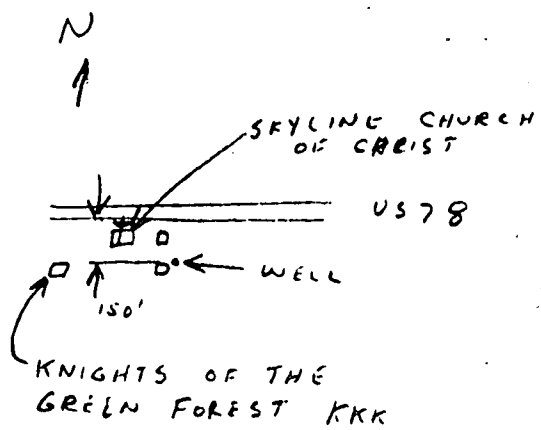 N
SKYLINE CHURCH
OF CHRIST
US 78
WELL
150'
KNIGHTS OF THE
GREEN FOREST KKK